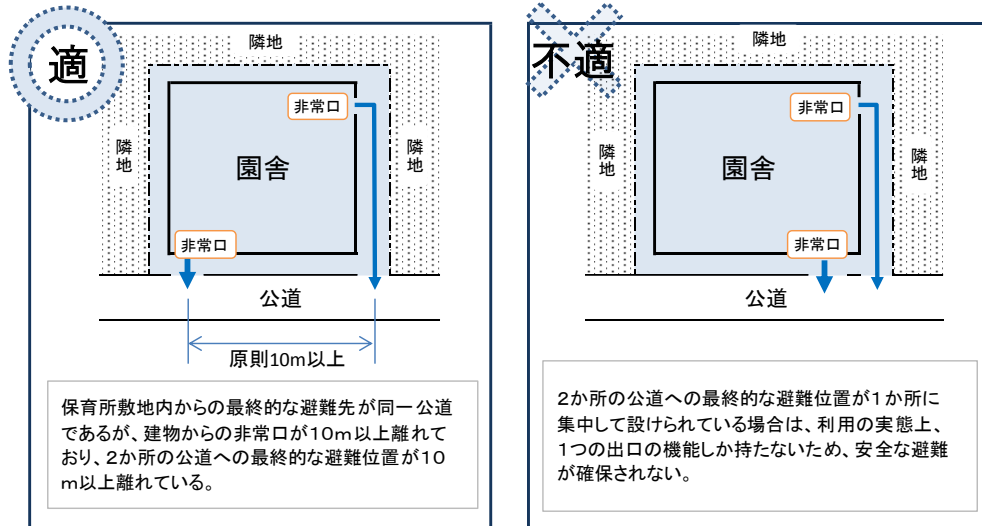 適
隣地
隣地
隣地
非常口
園舎
非常口
公道
原則10m以上
保育所敷地内からの最終的な避難先が同一公道
であるが、建物からの非常口が10m以上離れて
おり、2か所の公道への最終的な避難位置が10
m以上離れている。
不適
隣地
隣地
隣地
非常口
園舎
非常口
公道
2か所の公道への最終的な避難位置が1か所に
集中して設けられている場合は、利用の実態上、
1つの出口の機能しか持たないため、安全な避難
が確保されない。